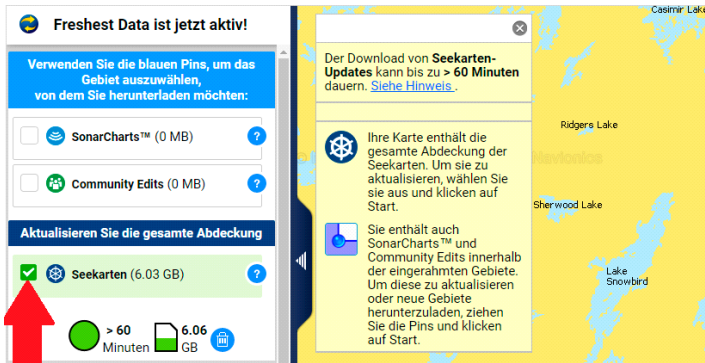 Freshest Data ist jetzt aktiv!
Verwenden Sie die blauen Pins, um das
Gebiet auszuwählen,
von dem Sie herunterladen möchten:
SonarCharts™ (0 MB) ?
Community Edits (0 MB) ?
Aktualisieren Sie die gesamte Abdeckung
Seekarten (6.03 GB) ?
> 60
Minuten
6.06
GB
Der Download von Seekarten-
Updates kann bis zu > 60 Minuten
dauern. Siehe Hinweis .
Ihre Karte enthält die
gesamte Abdeckung der
Seekarten. Um sie zu
aktualisieren, wählen Sie
sie aus und klicken auf
Start.
Sie enthält auch
SonarCharts™ und
Community Edits innerhalb
der eingerahmten Gebiete.
Um diese zu aktualisieren
oder neue Gebiete
herunterzuladen, ziehen
Sie die Pins und klicken
auf Start.
Casimir Lake
Ridgers Lake
Navionics
Sherwood Lake
Lake
Snowbird